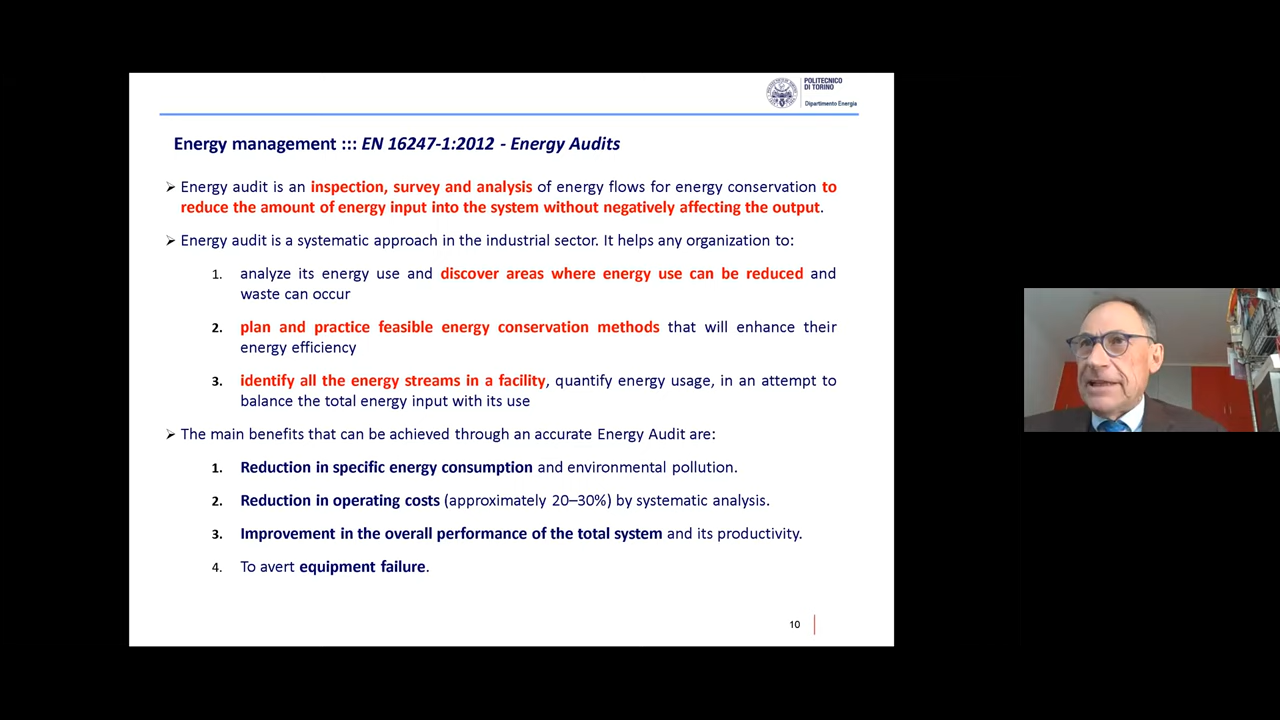 POLITECNICO
DI TORINO
Dipartimento Energia
Energy management ::: EN 16247-1:2012 - Energy Audits
➢ Energy audit is an inspection, survey and analysis of energy flows for energy conservation to
reduce the amount of energy input into the system without negatively affecting the output.
➢ Energy audit is a systematic approach in the industrial sector. It helps any organization to:
1. analyze its energy use and discover areas where energy use can be reduced and
waste can occur
2. plan and practice feasible energy conservation methods that will enhance their
energy efficiency
3. identify all the energy streams in a facility, quantify energy usage, in an attempt to
balance the total energy input with its use
➢ The main benefits that can be achieved through an accurate Energy Audit are:
1. Reduction in specific energy consumption and environmental pollution.
2. Reduction in operating costs (approximately 20–30%) by systematic analysis.
3. Improvement in the overall performance of the total system and its productivity.
4. To avert equipment failure.
10